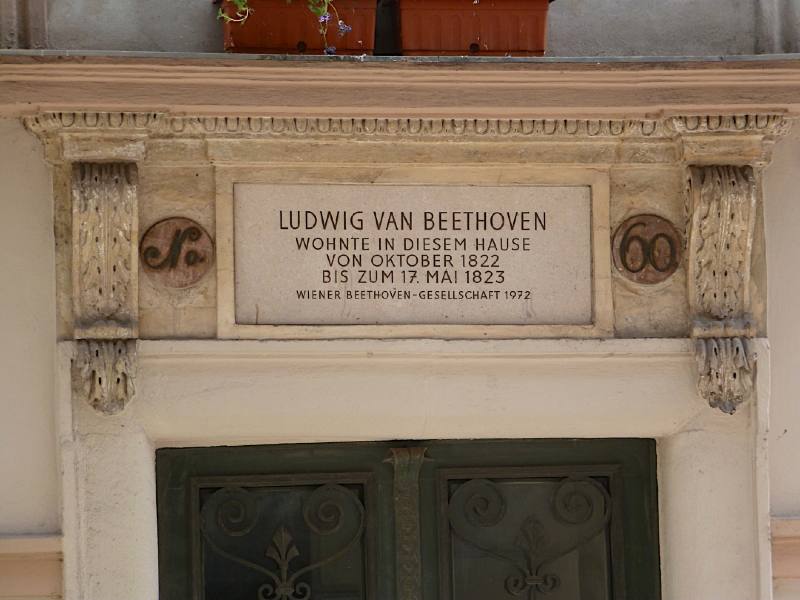 LUDWIG VAN BEETHOVEN
WOHNTE IN DIESEM HAUSE
VON OKTOBER 1822
BIS ZUM 17. MAI 1823
WIENER BEETHOVEN-GESELLSCHAFT 1972
No.
60